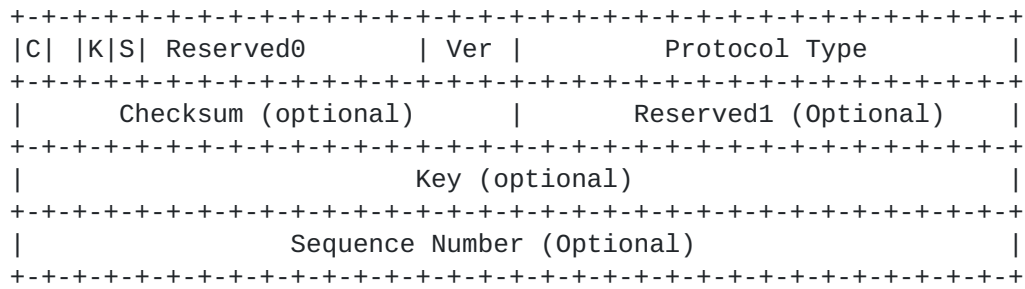 +-+-+-+-+-+-+-+-+-+-+-+-+-+-+-+-+-+-+-+-+-+-+-+-+-+-+-+-+-+-+-+-+
|C| |K|S| Reserved0       | Ver |         Protocol Type         |
+-+-+-+-+-+-+-+-+-+-+-+-+-+-+-+-+-+-+-+-+-+-+-+-+-+-+-+-+-+-+-+-+
|      Checksum (optional)      |       Reserved1 (Optional)    |
+-+-+-+-+-+-+-+-+-+-+-+-+-+-+-+-+-+-+-+-+-+-+-+-+-+-+-+-+-+-+-+-+
|                         Key (optional)                        |
+-+-+-+-+-+-+-+-+-+-+-+-+-+-+-+-+-+-+-+-+-+-+-+-+-+-+-+-+-+-+-+-+
|                 Sequence Number (Optional)                    |
+-+-+-+-+-+-+-+-+-+-+-+-+-+-+-+-+-+-+-+-+-+-+-+-+-+-+-+-+-+-+-+-+